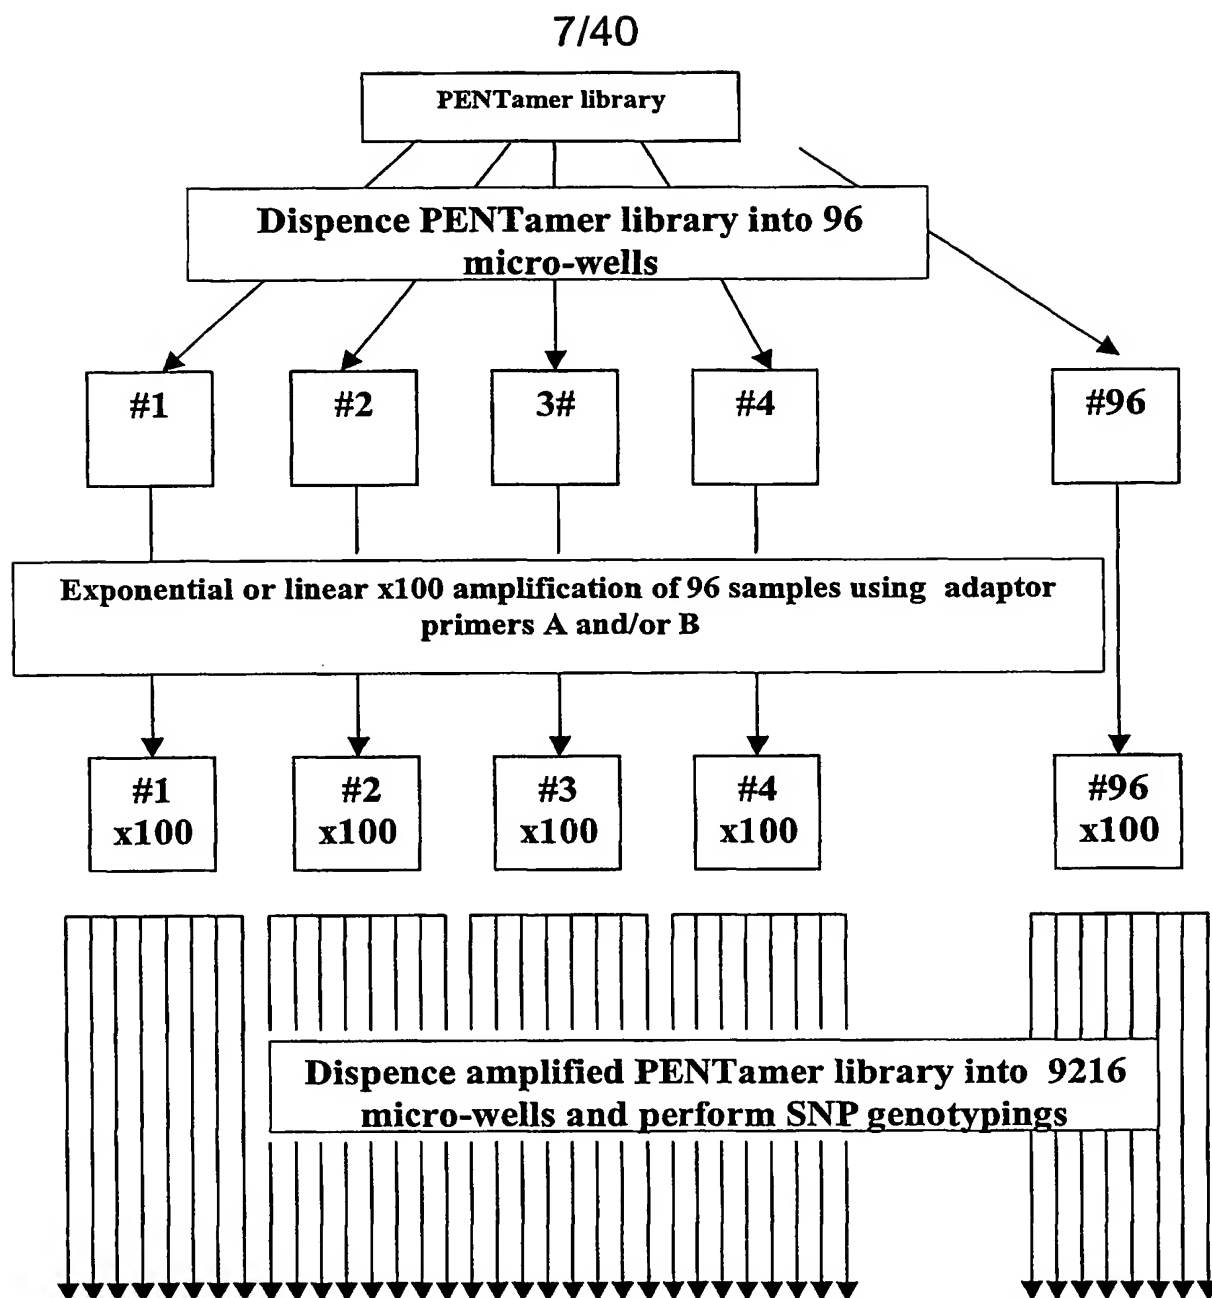 7/40
PENTamer library
Dispence PENTamer library into 96
micro-wells
#1 #2 3# #4 #96
Exponential or linear x100 amplification of 96 samples using adaptor
primers A and/or B
#1 #2 #3 #4 #96
x100 x100 x100 x100 x100
Dispence amplified PENTamer library into 9216
micro-wells and perform SNP genotypings